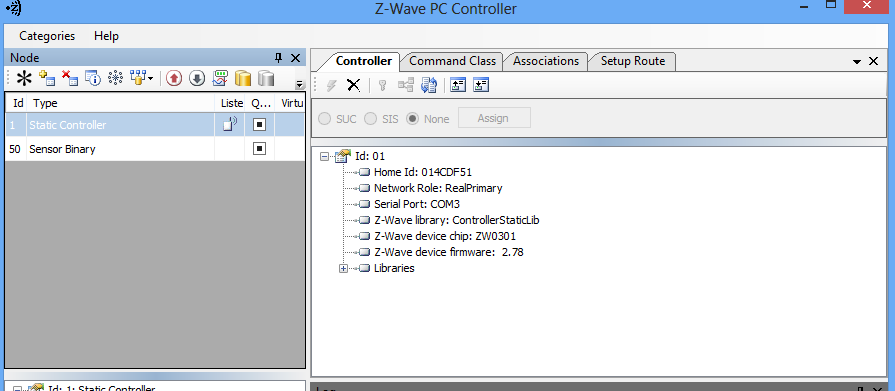 Z-Wave PC Controller
Categories Help
Node
Controller Command Class Associations Setup Route
Id Type Liste Q... Virtu
1 Static Controller
50 Sensor Binary
SUC SIS None Assign
Id: 01
Home Id: 014CDF51
Network Role: RealPrimary
Serial Port: COM3
Z-Wave library: ControllerStaticLib
Z-Wave device chip: ZW0301
Z-Wave device firmware: 2.78
Libraries
Id: 1: Static Controller
Log